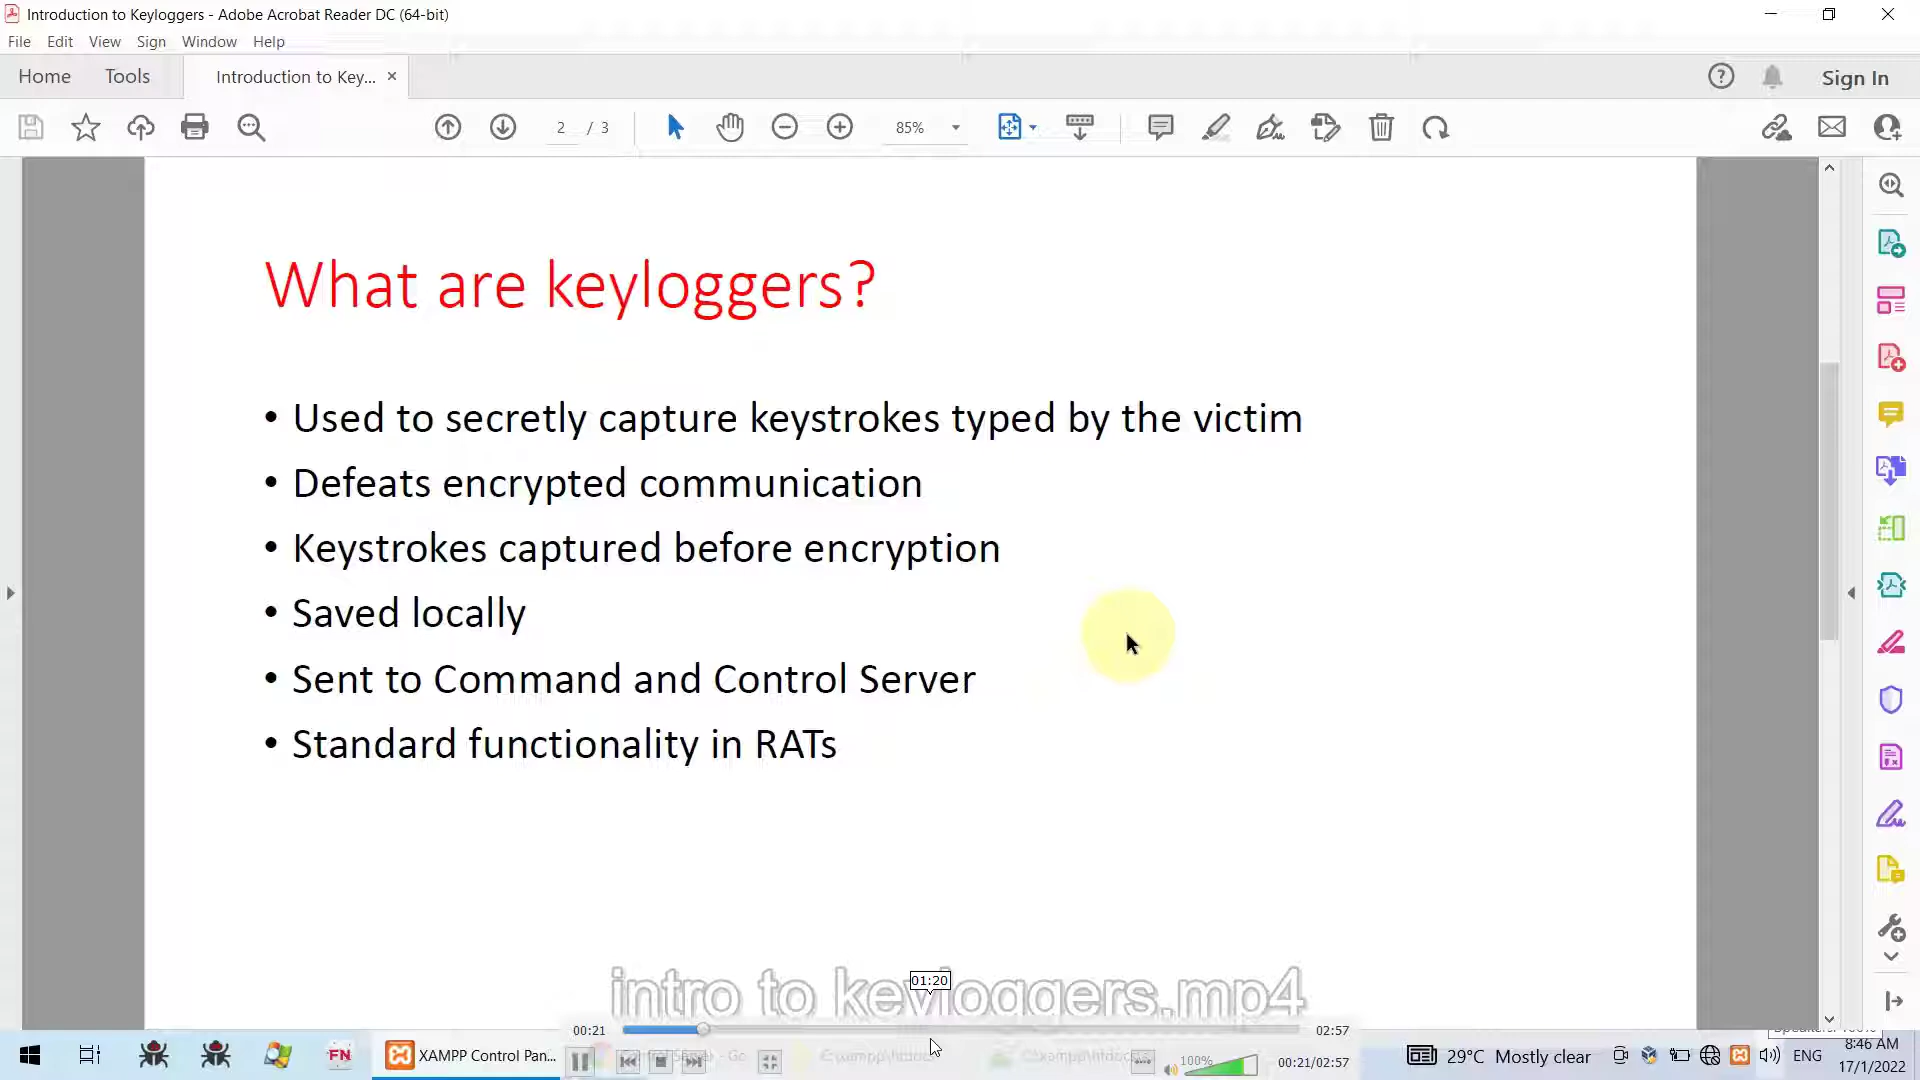 Introduction to Keyloggers - Adobe Acrobat Reader DC (64-bit)
File Edit View Sign Window Help
Home Tools Introduction to Key... × Sign In
2 / 3 85%
What are keyloggers?
• Used to secretly capture keystrokes typed by the victim
• Defeats encrypted communication
• Keystrokes captured before encryption
• Saved locally
• Sent to Command and Control Server
• Standard functionality in RATs
intro to keyloggers.mp4
01:20
00:21 02:57
XAMPP Control Pan...
100%
00:21/02:57
FN
29°C Mostly clear
ENG
8:46 AM
17/1/2022